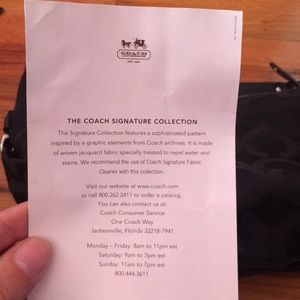 COACH
EST. 1941
THE COACH SIGNATURE COLLECTION
The Signature Collection features a sophisticated pattern
inspired by a graphic elements from Coach archives. It is made
of woven jacquard fabric specially treated to repel water and
stains. We recommend the use of Coach Signature Fabric
Cleaner with this collection.
Visit our website at www.coach.com
or call 800.262.2411 to order a catalog.
You can also contact us at:
Coach Consumer Service
One Coach Way
Jacksonville, Florida 32218-7941
Monday – Friday: 8am to 11pm est
Saturday: 9am to 7pm est
Sunday: 11am to 7pm est
800.444.3611